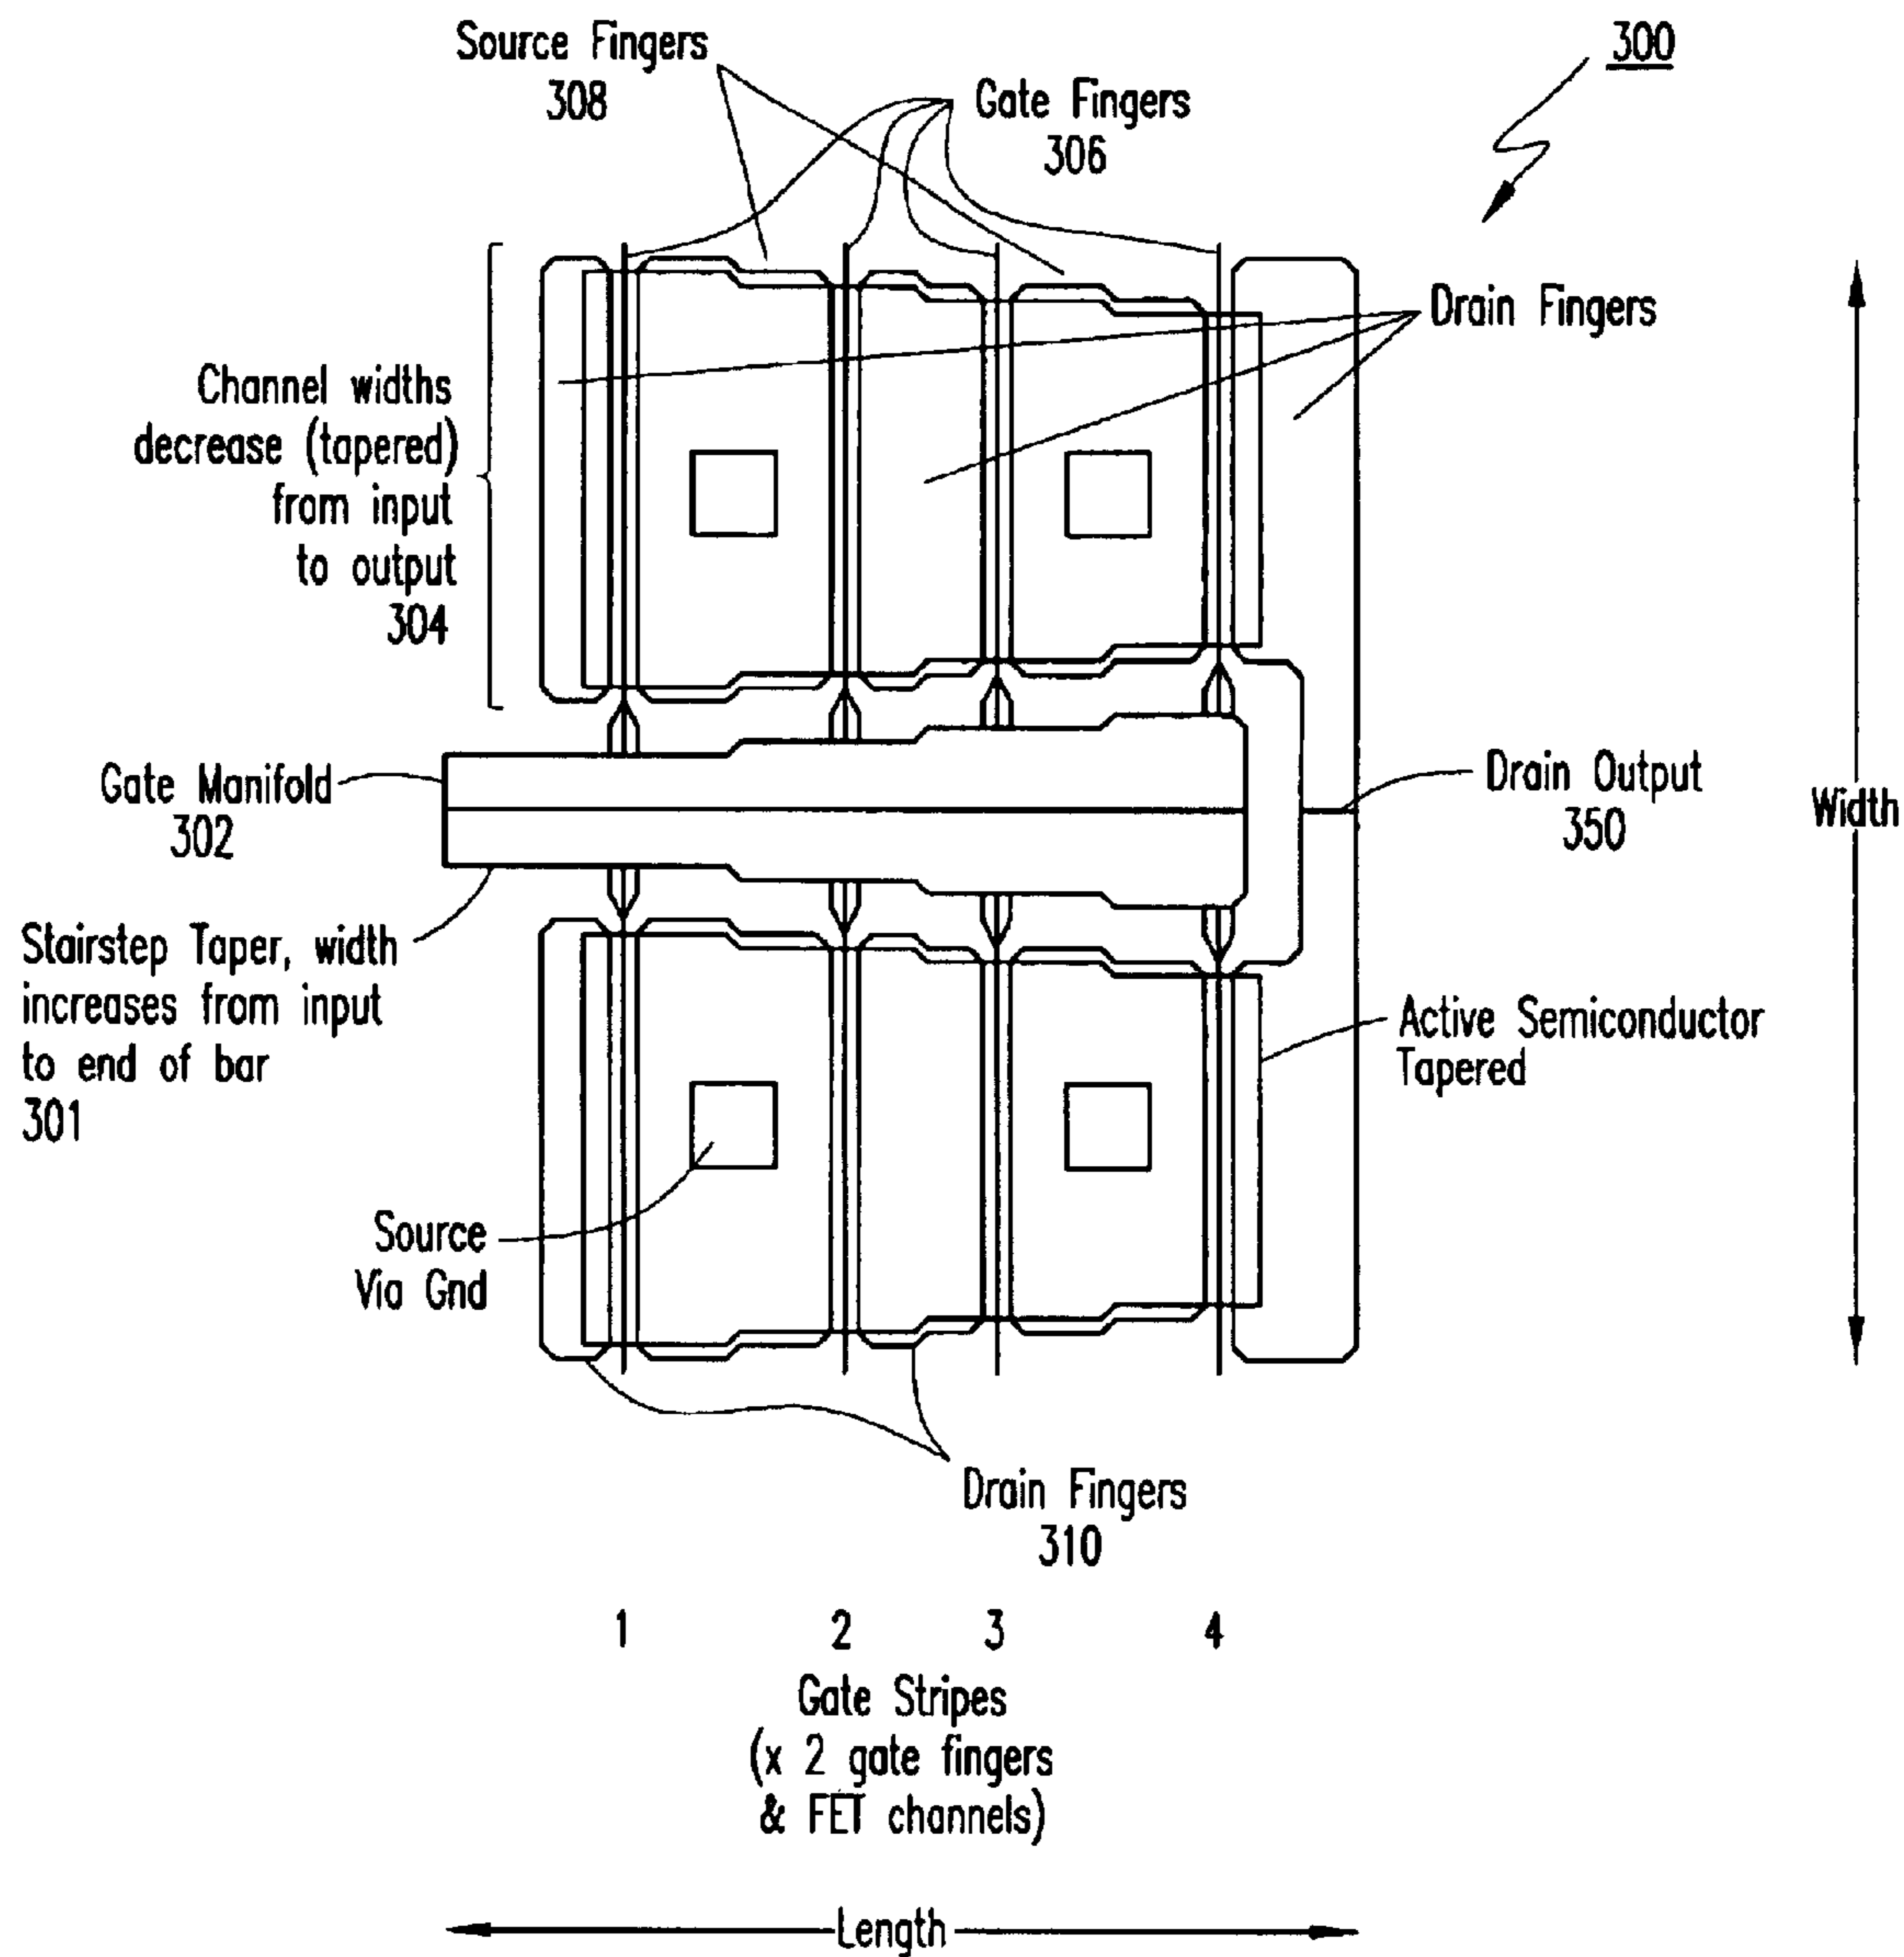 300
Source Fingers
308
Gate Fingers
306
Drain Fingers
Channel widths
decrease (tapered)
from input
to output
304
Gate Manifold
302
Drain Output
350
Width
Stairstep Taper, width
increases from input
to end of bar
301
Active Semiconductor
Tapered
Source
Via Gnd
Drain Fingers
310
1 2 3 4
Gate Stripes
(x 2 gate fingers
& FET channels)
Length